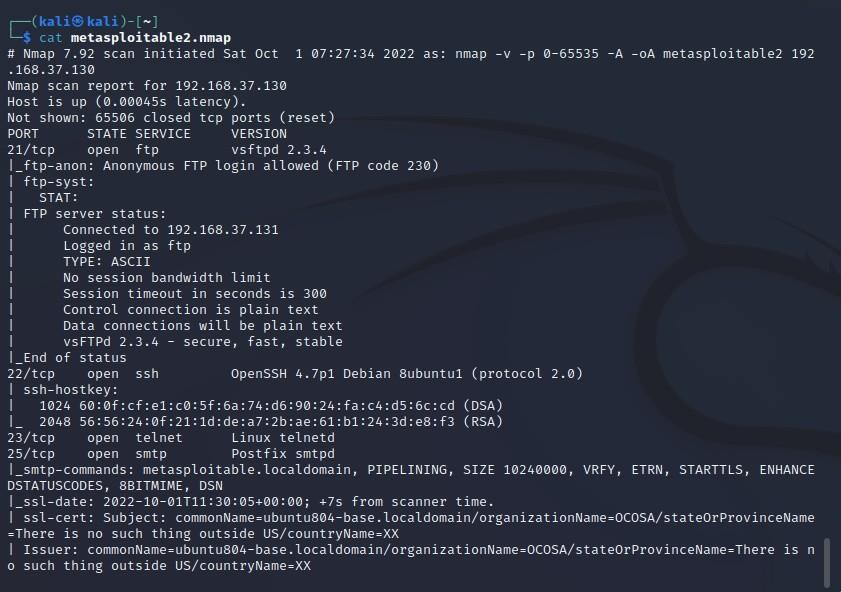 ┌──(kali㉿kali)-[~]
└─$ cat metasploitable2.nmap
# Nmap 7.92 scan initiated Sat Oct  1 07:27:34 2022 as: nmap -v -p 0-65535 -A -oA metasploitable2 192
.168.37.130
Nmap scan report for 192.168.37.130
Host is up (0.00045s latency).
Not shown: 65506 closed tcp ports (reset)
PORT      STATE SERVICE     VERSION
21/tcp    open  ftp         vsftpd 2.3.4
|_ftp-anon: Anonymous FTP login allowed (FTP code 230)
| ftp-syst:
|   STAT:
| FTP server status:
|      Connected to 192.168.37.131
|      Logged in as ftp
|      TYPE: ASCII
|      No session bandwidth limit
|      Session timeout in seconds is 300
|      Control connection is plain text
|      Data connections will be plain text
|      vsFTPd 2.3.4 - secure, fast, stable
|_End of status
22/tcp    open  ssh         OpenSSH 4.7p1 Debian 8ubuntu1 (protocol 2.0)
| ssh-hostkey:
|   1024 60:0f:cf:e1:c0:5f:6a:74:d6:90:24:fa:c4:d5:6c:cd (DSA)
|_  2048 56:56:24:0f:21:1d:de:a7:2b:ae:61:b1:24:3d:e8:f3 (RSA)
23/tcp    open  telnet      Linux telnetd
25/tcp    open  smtp        Postfix smtpd
|_smtp-commands: metasploitable.localdomain, PIPELINING, SIZE 10240000, VRFY, ETRN, STARTTLS, ENHANCE
DSTATUSCODES, 8BITMIME, DSN
|_ssl-date: 2022-10-01T11:30:05+00:00; +7s from scanner time.
| ssl-cert: Subject: commonName=ubuntu804-base.localdomain/organizationName=OCOSA/stateOrProvinceName
=There is no such thing outside US/countryName=XX
| Issuer: commonName=ubuntu804-base.localdomain/organizationName=OCOSA/stateOrProvinceName=There is n
o such thing outside US/countryName=XX